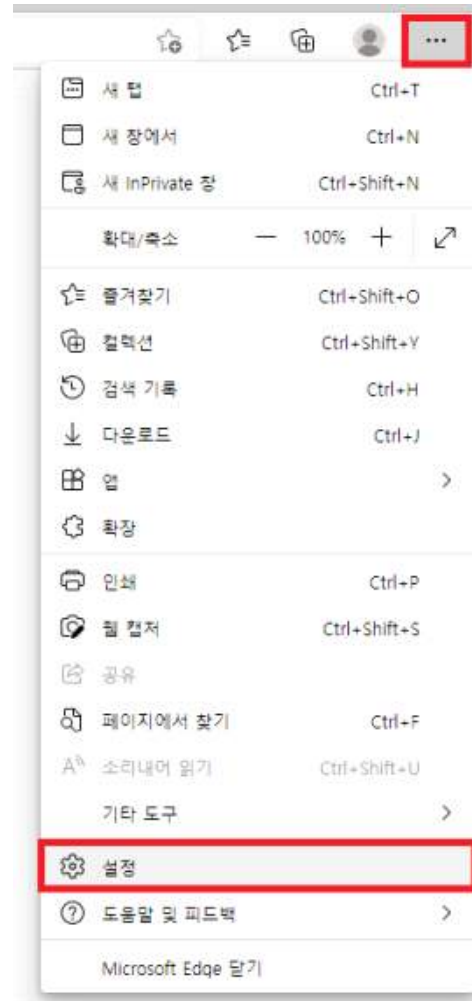 새 탭 Ctrl+T
새 창에서 Ctrl+N
새 InPrivate 창 Ctrl+Shift+N
확대/축소 — 100% +
즐겨찾기 Ctrl+Shift+O
컬렉션 Ctrl+Shift+Y
검색 기록 Ctrl+H
다운로드 Ctrl+J
앱
확장
인쇄 Ctrl+P
웹 캡처 Ctrl+Shift+S
공유
페이지에서 찾기 Ctrl+F
소리내어 읽기 Ctrl+Shift+U
기타 도구
설정
도움말 및 피드백
Microsoft Edge 닫기